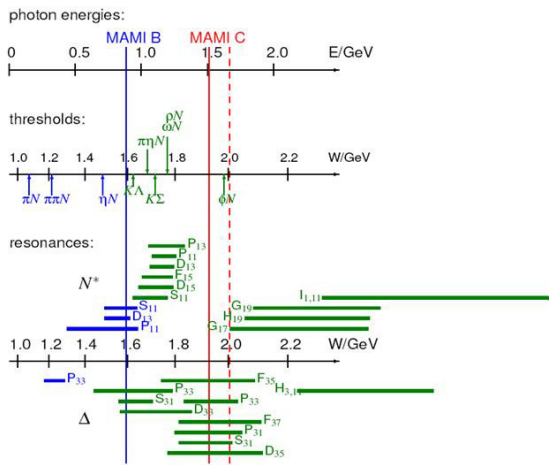 photon energies:
MAMI B MAMI C
0 0.5 1.0 1.5 2.0 E/GeV
thresholds:
ρN
ωN
πηN
1.0 1.2 1.4 1.6 1.8 2.0 2.2 W/GeV
πN ππN ηN KΛ KΣ ϕN
resonances:
P₁₃
P₁₁
D₁₃
N* F₁₅
D₁₅
S₁₁ I₁,₁₁
S₁₁ G₁₉
D₁₃ H₁₉
P₁₁ G₁₇
1.0 1.2 1.4 1.6 1.8 2.0 2.2 W/GeV
P₃₃ F₃₅
P₃₃ H₃,₁₁
S₃₁ P₃₃
D₃₃
Δ F₃₇
P₃₁
S₃₁
D₃₅